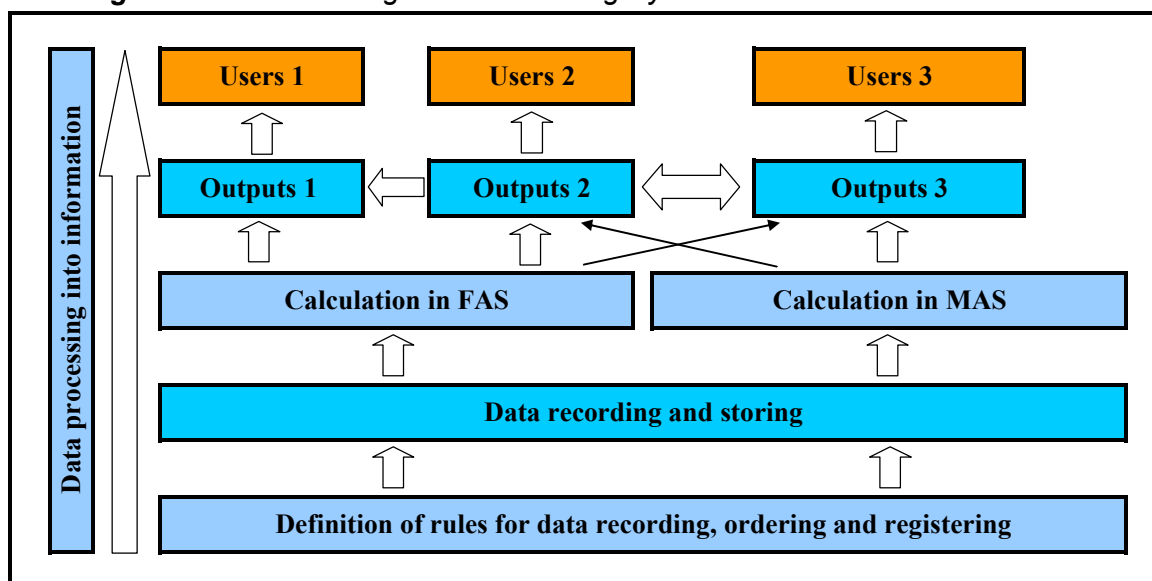 Data processing into information
Users 1
Users 2
Users 3
Outputs 1
Outputs 2
Outputs 3
Calculation in FAS
Calculation in MAS
Data recording and storing
Definition of rules for data recording, ordering and registering